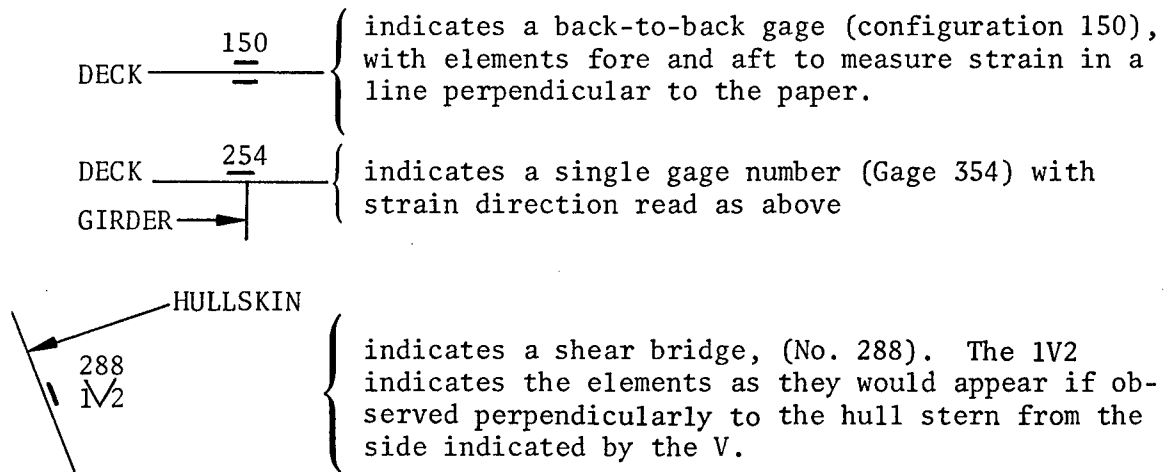 150
DECK
indicates a back-to-back gage (configuration 150),
with elements fore and aft to measure strain in a
line perpendicular to the paper.
254
DECK
GIRDER
indicates a single gage number (Gage 354) with
strain direction read as above
HULLSKIN
288
1V2
indicates a shear bridge, (No. 288). The 1V2
indicates the elements as they would appear if ob-
served perpendicularly to the hull stern from the
side indicated by the V.